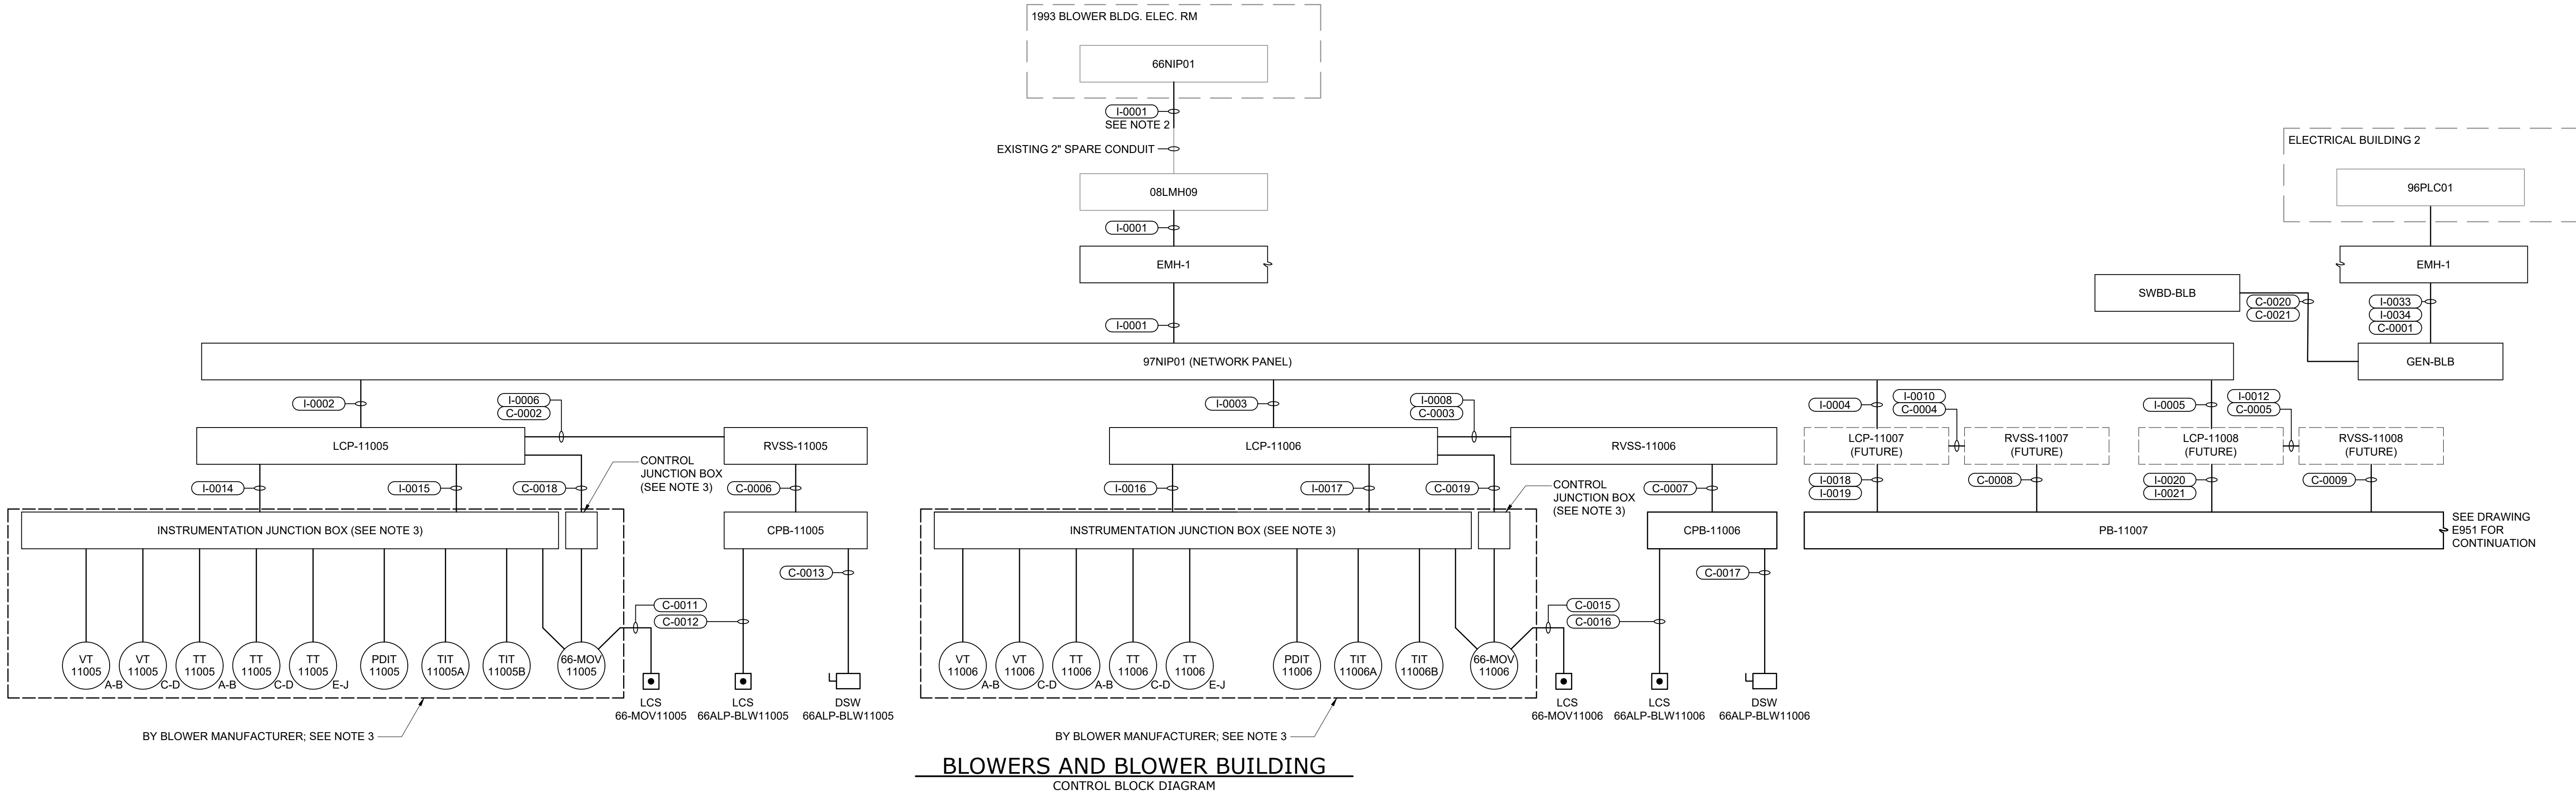 1993 BLOWER BLDG. ELEC. RM
66NIP01
I-0001
SEE NOTE 2
EXISTING 2" SPARE CONDUIT
08LMH09
I-0001
EMH-1
I-0001
ELECTRICAL BUILDING 2
96PLC01
EMH-1
SWBD-BLB
C-0020
C-0021
I-0033
I-0034
C-0001
GEN-BLB
97NIP01 (NETWORK PANEL)
I-0002
I-0006
C-0002
LCP-11005
RVSS-11005
CONTROL
JUNCTION BOX
(SEE NOTE 3)
I-0014
I-0015
C-0018
C-0006
INSTRUMENTATION JUNCTION BOX (SEE NOTE 3)
CPB-11005
C-0013
C-0011
C-0012
VT
11005
A-B
VT
11005
C-D
TT
11005
A-B
TT
11005
C-D
TT
11005
E-J
PDIT
11005
TIT
11005A
TIT
11005B
66-MOV
11005
LCS
66-MOV11005
LCS
66ALP-BLW11005
DSW
66ALP-BLW11005
BY BLOWER MANUFACTURER; SEE NOTE 3
I-0003
I-0008
C-0003
LCP-11006
RVSS-11006
CONTROL
JUNCTION BOX
(SEE NOTE 3)
I-0016
I-0017
C-0019
C-0007
INSTRUMENTATION JUNCTION BOX (SEE NOTE 3)
CPB-11006
C-0017
C-0015
C-0016
VT
11006
A-B
VT
11006
C-D
TT
11006
A-B
TT
11006
C-D
TT
11006
E-J
PDIT
11006
TIT
11006A
TIT
11006B
66-MOV
11006
LCS
66-MOV11006
LCS
66ALP-BLW11006
DSW
66ALP-BLW11006
BY BLOWER MANUFACTURER; SEE NOTE 3
I-0004
I-0010
C-0004
LCP-11007
(FUTURE)
RVSS-11007
(FUTURE)
I-0018
I-0019
C-0008
I-0005
I-0012
C-0005
LCP-11008
(FUTURE)
RVSS-11008
(FUTURE)
I-0020
I-0021
C-0009
PB-11007
SEE DRAWING
E951 FOR
CONTINUATION
BLOWERS AND BLOWER BUILDING
CONTROL BLOCK DIAGRAM